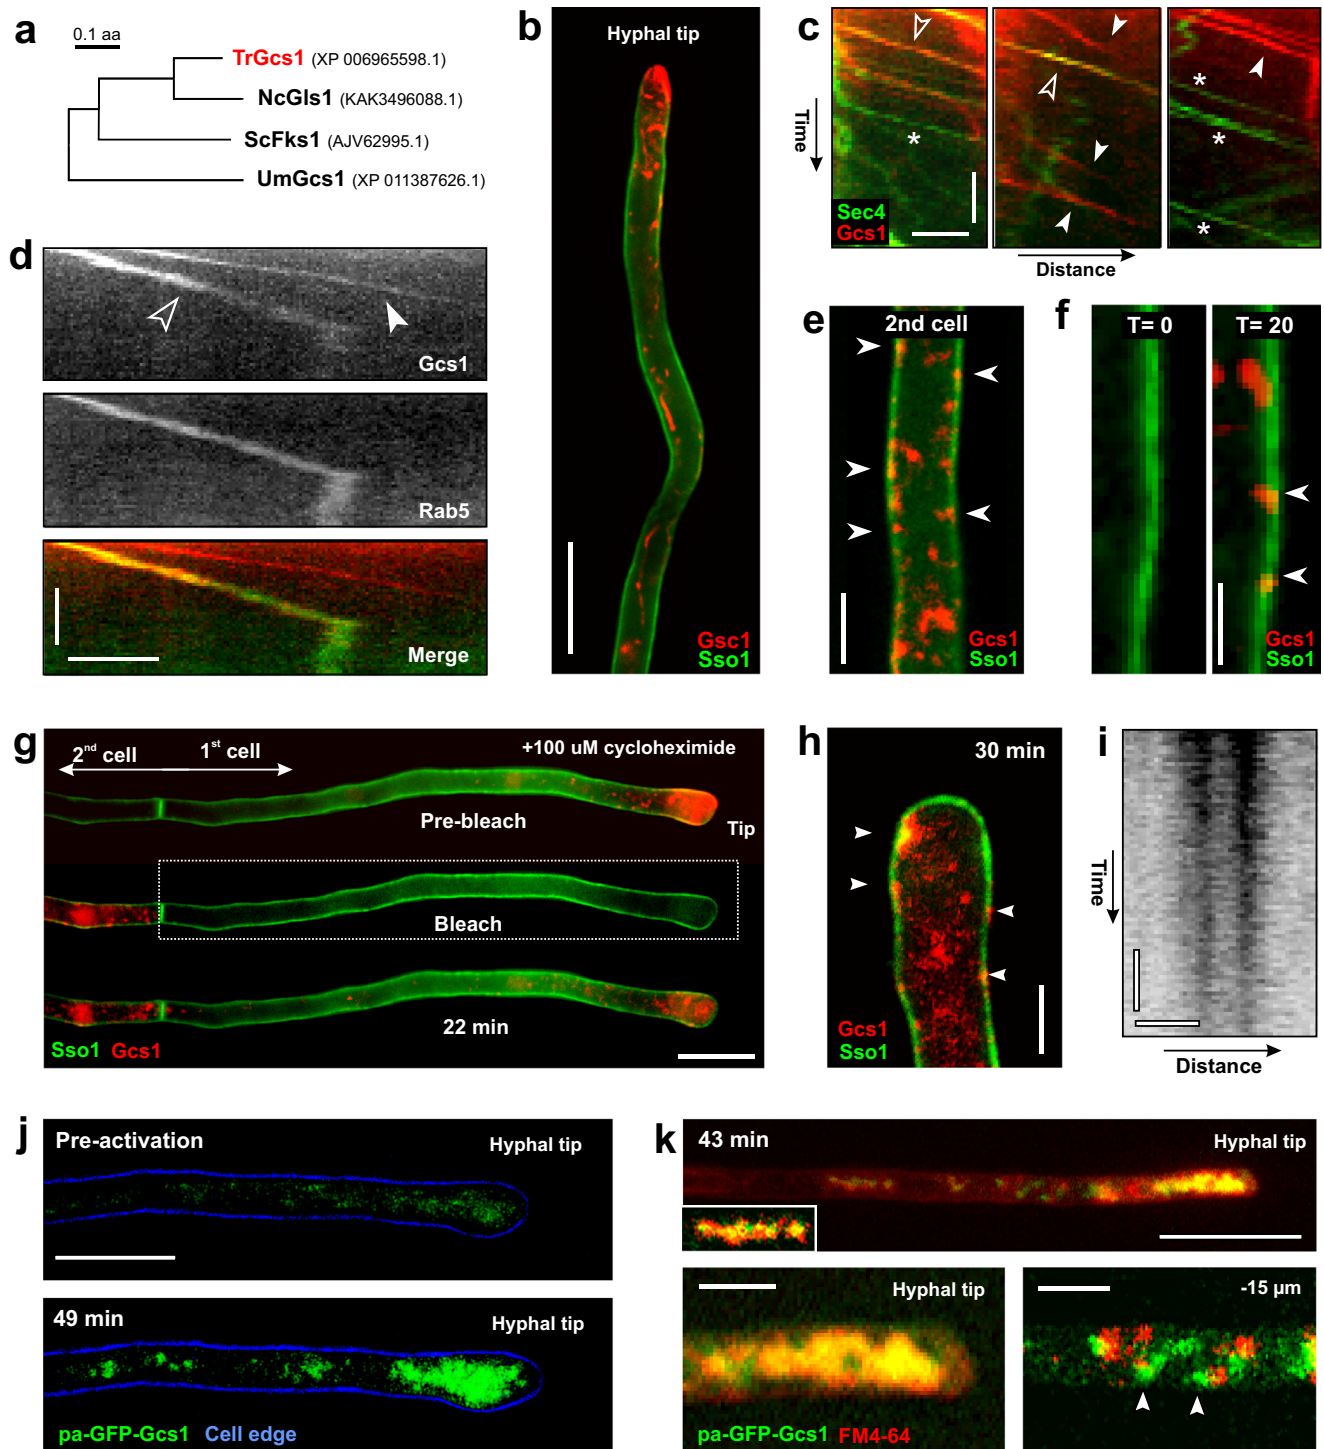 a
0.1 aa
TrGcs1 (XP 006965598.1)
NcGls1 (KAK3496088.1)
ScFks1 (AJV62995.1)
UmGcs1 (XP 011387626.1)
b
Hyphal tip
Gsc1
Sso1
c
Time
Sec4
Gcs1
*
*
*
*
Distance
d
Gcs1
Rab5
Merge
e
2nd cell
Gcs1
Sso1
f
T= 0
T= 20
Gcs1
Sso1
g
2nd cell
1st cell
+100 uM cycloheximide
Pre-bleach
Tip
Bleach
22 min
Sso1 Gcs1
h
30 min
Gcs1
Sso1
i
Time
Distance
j
Pre-activation
Hyphal tip
49 min
Hyphal tip
pa-GFP-Gcs1 Cell edge
k
43 min
Hyphal tip
Hyphal tip
pa-GFP-Gcs1 FM4-64
-15 µm